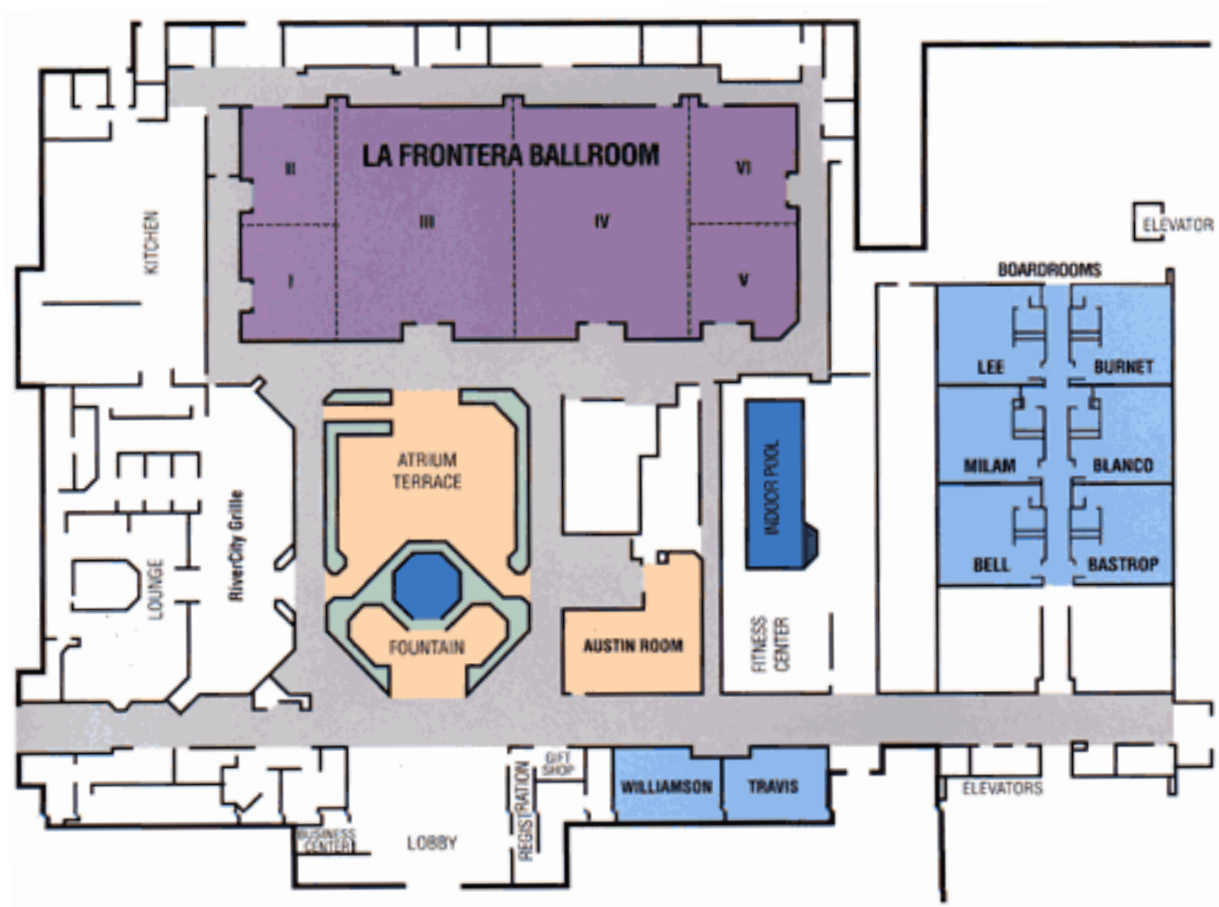 LA FRONTERA BALLROOM
II
VI
III
IV
I
V
KITCHEN
ELEVATOR
BOARDROOMS
LEE
BURNET
MILAM
BLANCO
BELL
BASTROP
ATRIUM
TERRACE
INDOOR POOL
RiverCity Grille
LOUNGE
FOUNTAIN
AUSTIN ROOM
FITNESS
CENTER
GIFT
SHOP
WILLIAMSON
TRAVIS
ELEVATORS
REGISTRATION
BUSINESS
CENTER
LOBBY